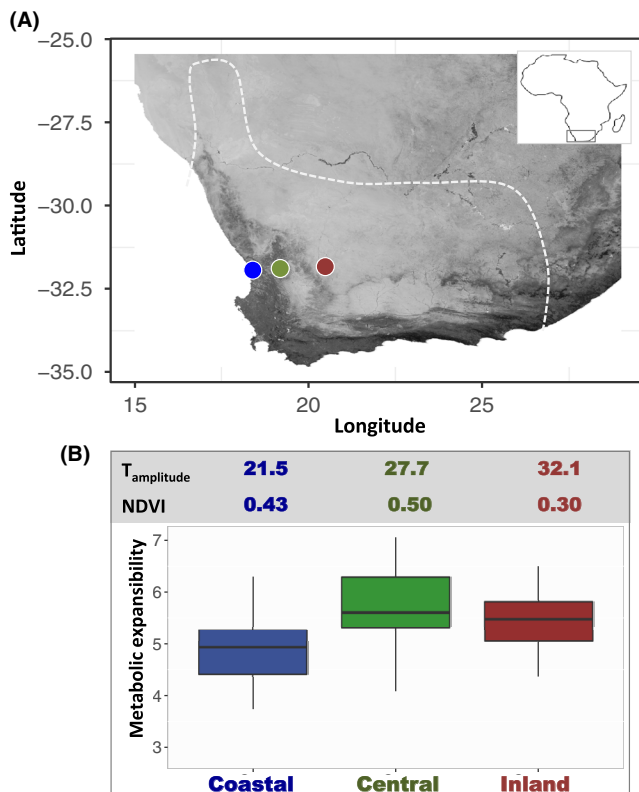 (A)
−25.0
−27.5
−30.0
−32.5
−35.0
Latitude
15 20 25
Longitude
(B)
Tamplitude 21.5 27.7 32.1
NDVI 0.43 0.50 0.30
7
6
5
4
3
Metabolic expansibility
Coastal Central Inland